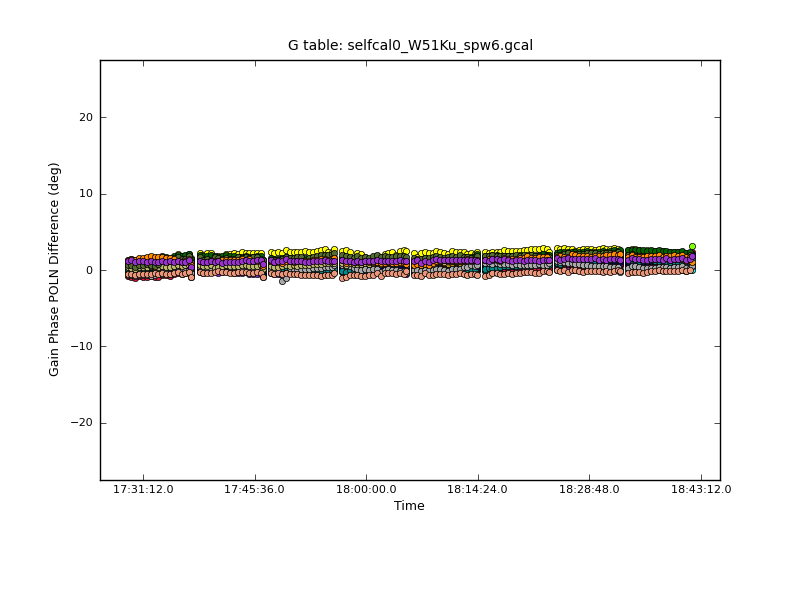 G table: selfcal0_W51Ku_spw6.gcal
Gain Phase POLN Difference (deg)
20
10
0
−10
−20
17:31:12.0 17:45:36.0 18:00:00.0 18:14:24.0 18:28:48.0 18:43:12.0
Time